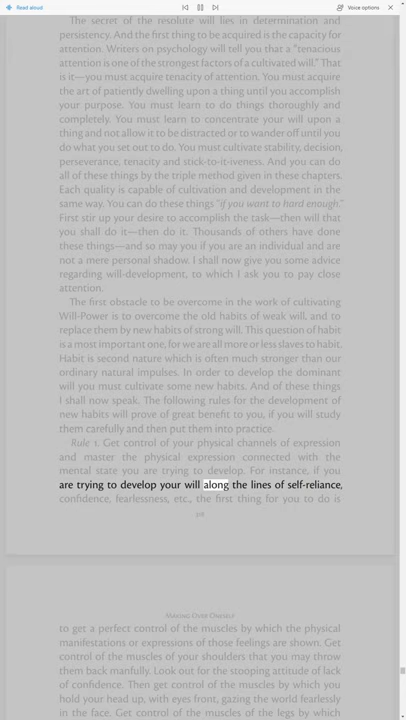 Read aloud
Voice options
The secret of the resolute will lies in determination and
persistency. And the first thing to be acquired is the capacity for
attention. Writers on psychology will tell you that a “tenacious
attention is one of the strongest factors of a cultivated will.” That
is it—you must acquire tenacity of attention. You must acquire
the art of patiently dwelling upon a thing until you accomplish
your purpose. You must learn to do things thoroughly and
completely. You must learn to concentrate your will upon a
thing and not allow it to be distracted or to wander off until you
do what you set out to do. You must cultivate stability, decision,
perseverance, tenacity and stick-to-it-iveness. And you can do
all of these things by the triple method given in these chapters.
Each quality is capable of cultivation and development in the
same way. You can do these things “if you want to hard enough.”
First stir up your desire to accomplish the task—then will that
you shall do it—then do it. Thousands of others have done
these things—and so may you if you are an individual and are
not a mere personal shadow. I shall now give you some advice
regarding will-development, to which I ask you to pay close
attention.
The first obstacle to be overcome in the work of cultivating
Will-Power is to overcome the old habits of weak will, and to
replace them by new habits of strong will. This question of habit
is a most important one, for we are all more or less slaves to habit.
Habit is second nature which is often much stronger than our
ordinary natural impulses. In order to develop the dominant
will you must cultivate some new habits. And of these things
I shall now speak. The following rules for the development of
new habits will prove of great benefit to you, if you will study
them carefully and then put them into practice.
Rule 1. Get control of your physical channels of expression
and master the physical expression connected with the
mental state you are trying to develop. For instance, if you
are trying to develop your will along the lines of self-reliance,
confidence, fearlessness, etc., the first thing for you to do is
Making Over Oneself
to get a perfect control of the muscles by which the physical
manifestations or expressions of those feelings are shown. Get
control of the muscles of your shoulders that you may throw
them back manfully. Look out for the stooping attitude of lack
of confidence. Then get control of the muscles by which you
hold your head up, with eyes front, gazing the world fearlessly
in the face. Get control of the muscles of the legs by which